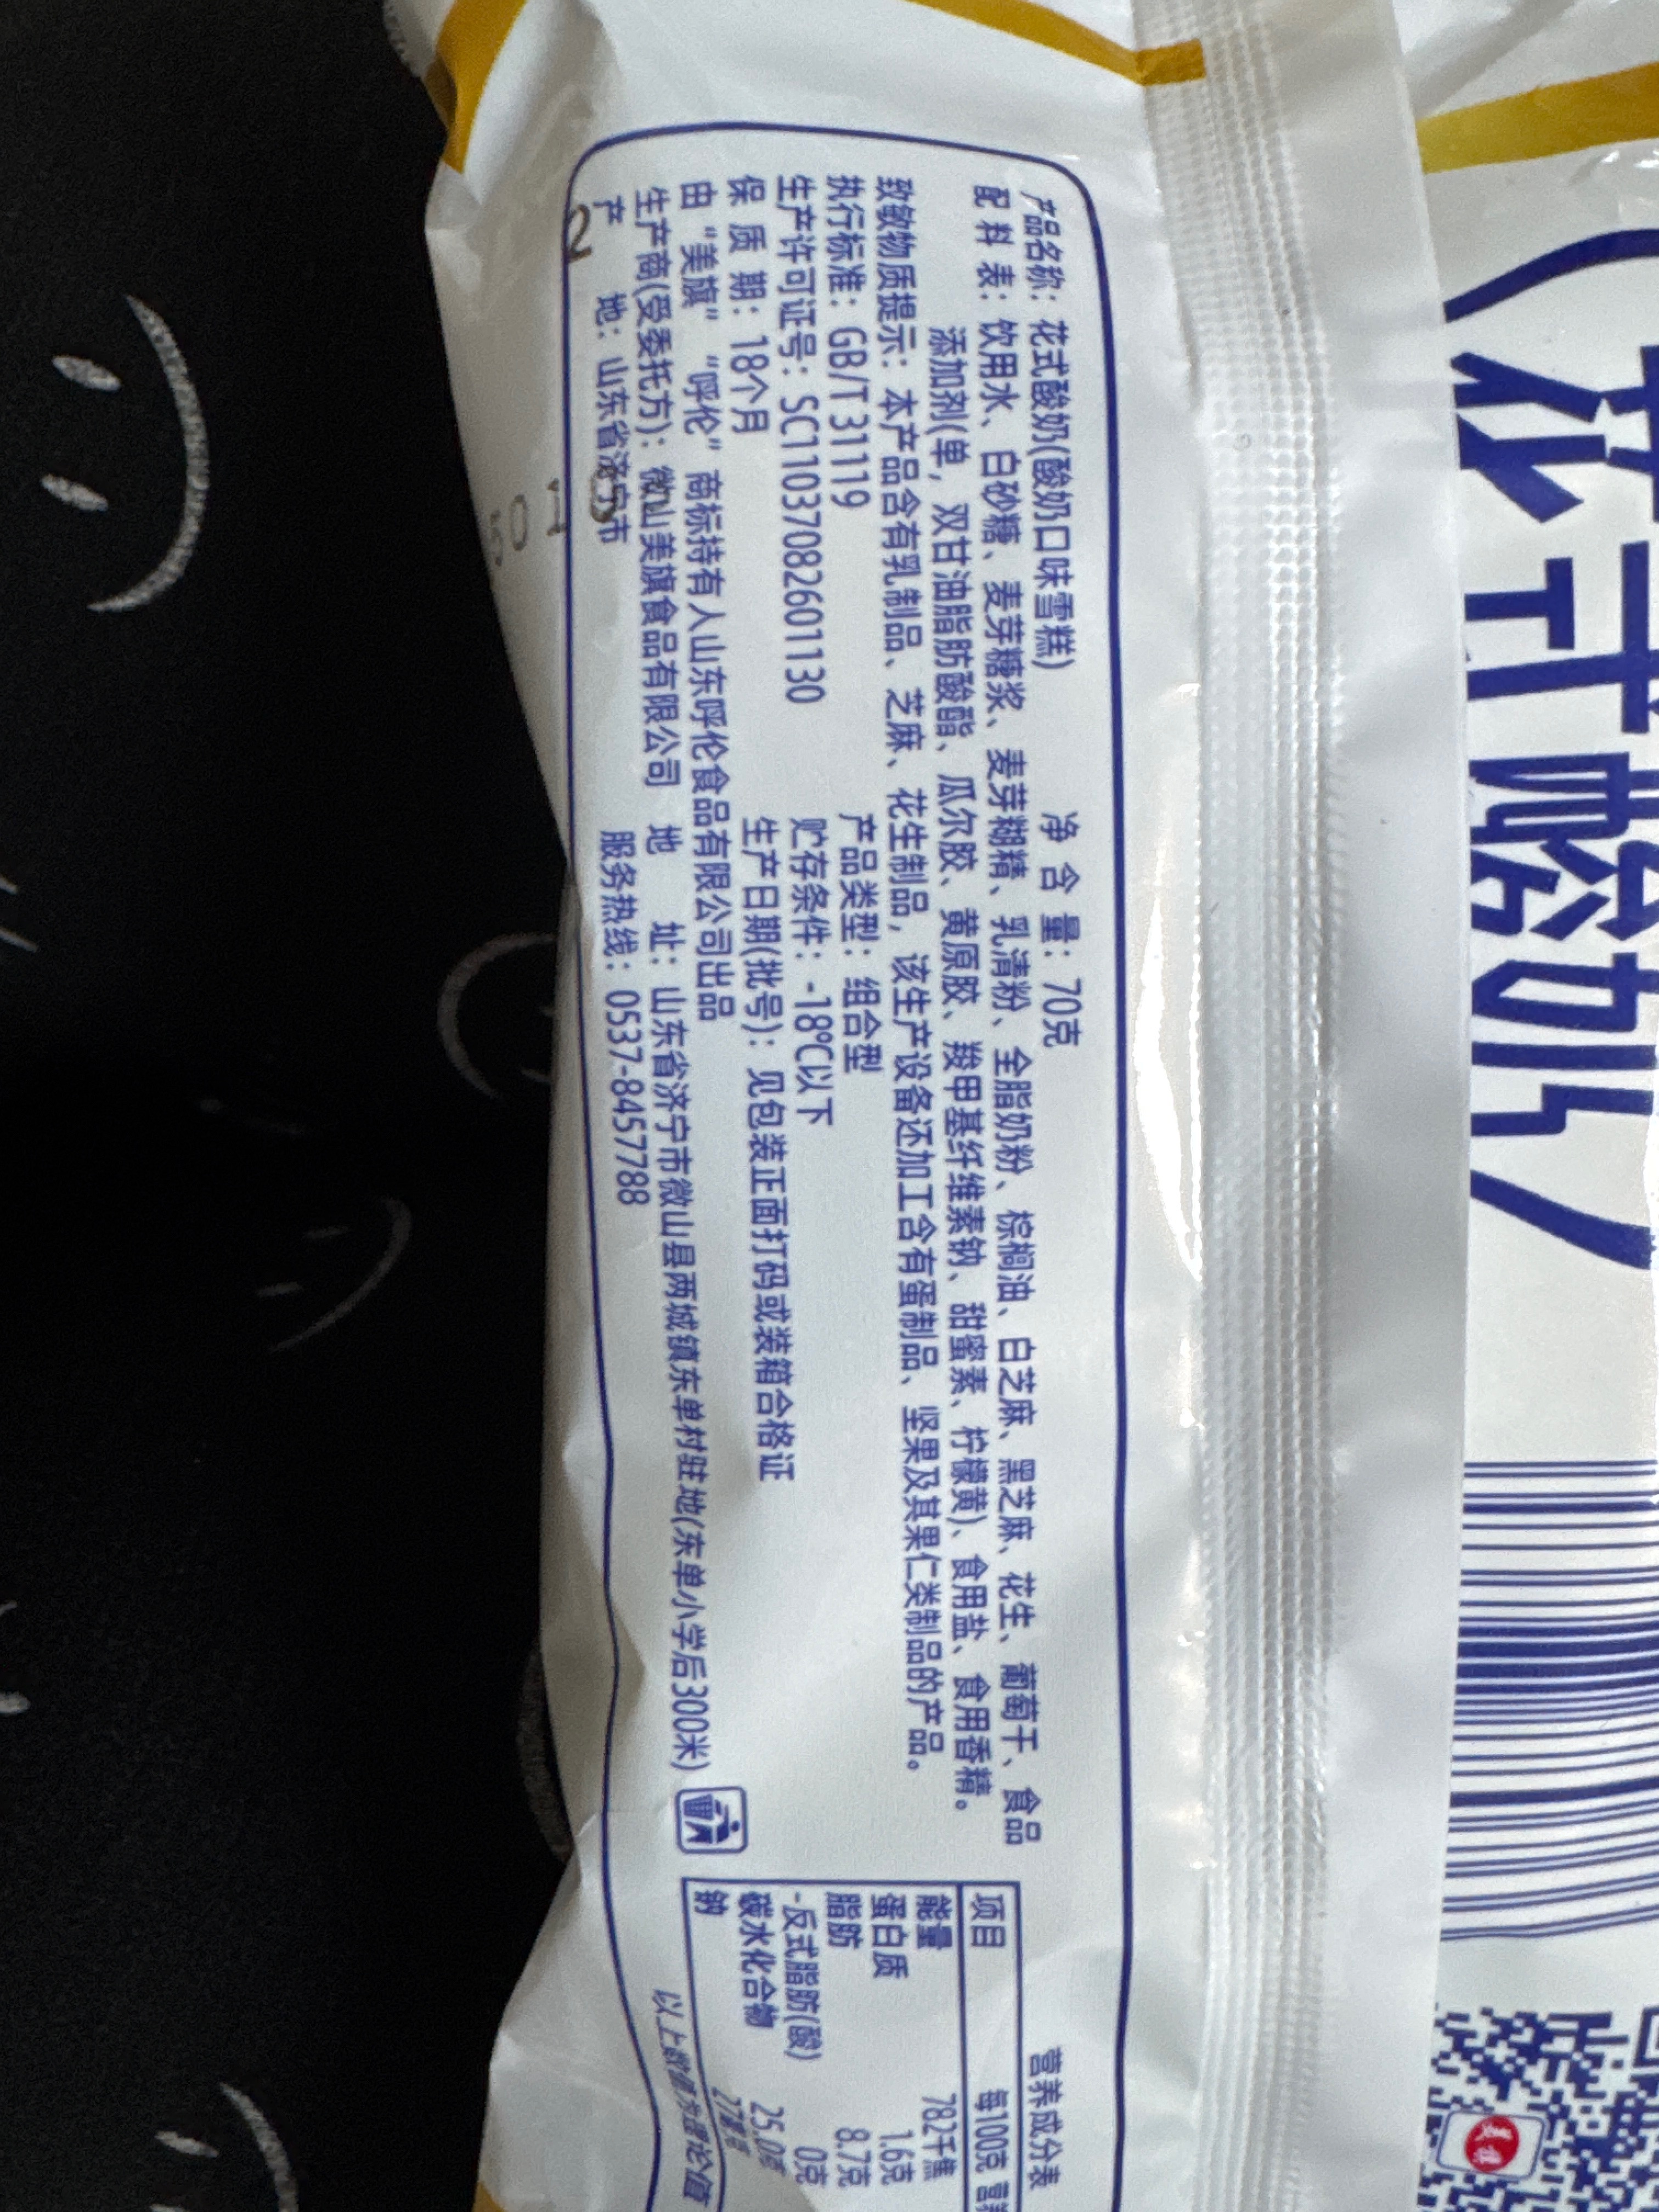 花式酸奶
产品名称：花式酸奶(酸奶口味雪糕) 净 含 量：70克
配 料 表：饮用水、白砂糖、麦芽糖浆、麦芽糊精、乳清粉、全脂奶粉、棕榈油、白芝麻、黑芝麻、花生、葡萄干、食品
添加剂(单，双甘油脂肪酸酯、瓜尔胶、黄原胶、羧甲基纤维素钠、甜蜜素、柠檬黄)、食用盐、食用香精。
致敏物质提示：本产品含有乳制品、芝麻、花生制品，该生产设备还加工含有蛋制品、坚果及其果仁类制品的产品。
执行标准：GB/T 31119 产品类型：组合型
生产许可证号：SC11037082601130 贮存条件：-18℃以下
保 质 期：18个月 生产日期(批号)：见包装正面打码或装箱合格证
由“美旗”“呼伦”商标持有人山东呼伦食品有限公司出品
生产商(受委托方)：微山美旗食品有限公司 地 址：山东省济宁市微山县两城镇东单村驻地(东单小学后300米)
产 地：山东省济宁市 服务热线：0537-8457788
营养成分表
项目 每100克
能量 782千焦
蛋白质 1.6克
脂肪 8.7克
-反式脂肪(酸) 0克
碳水化合物 25.0克
钠 27毫克
以上数值为理论值